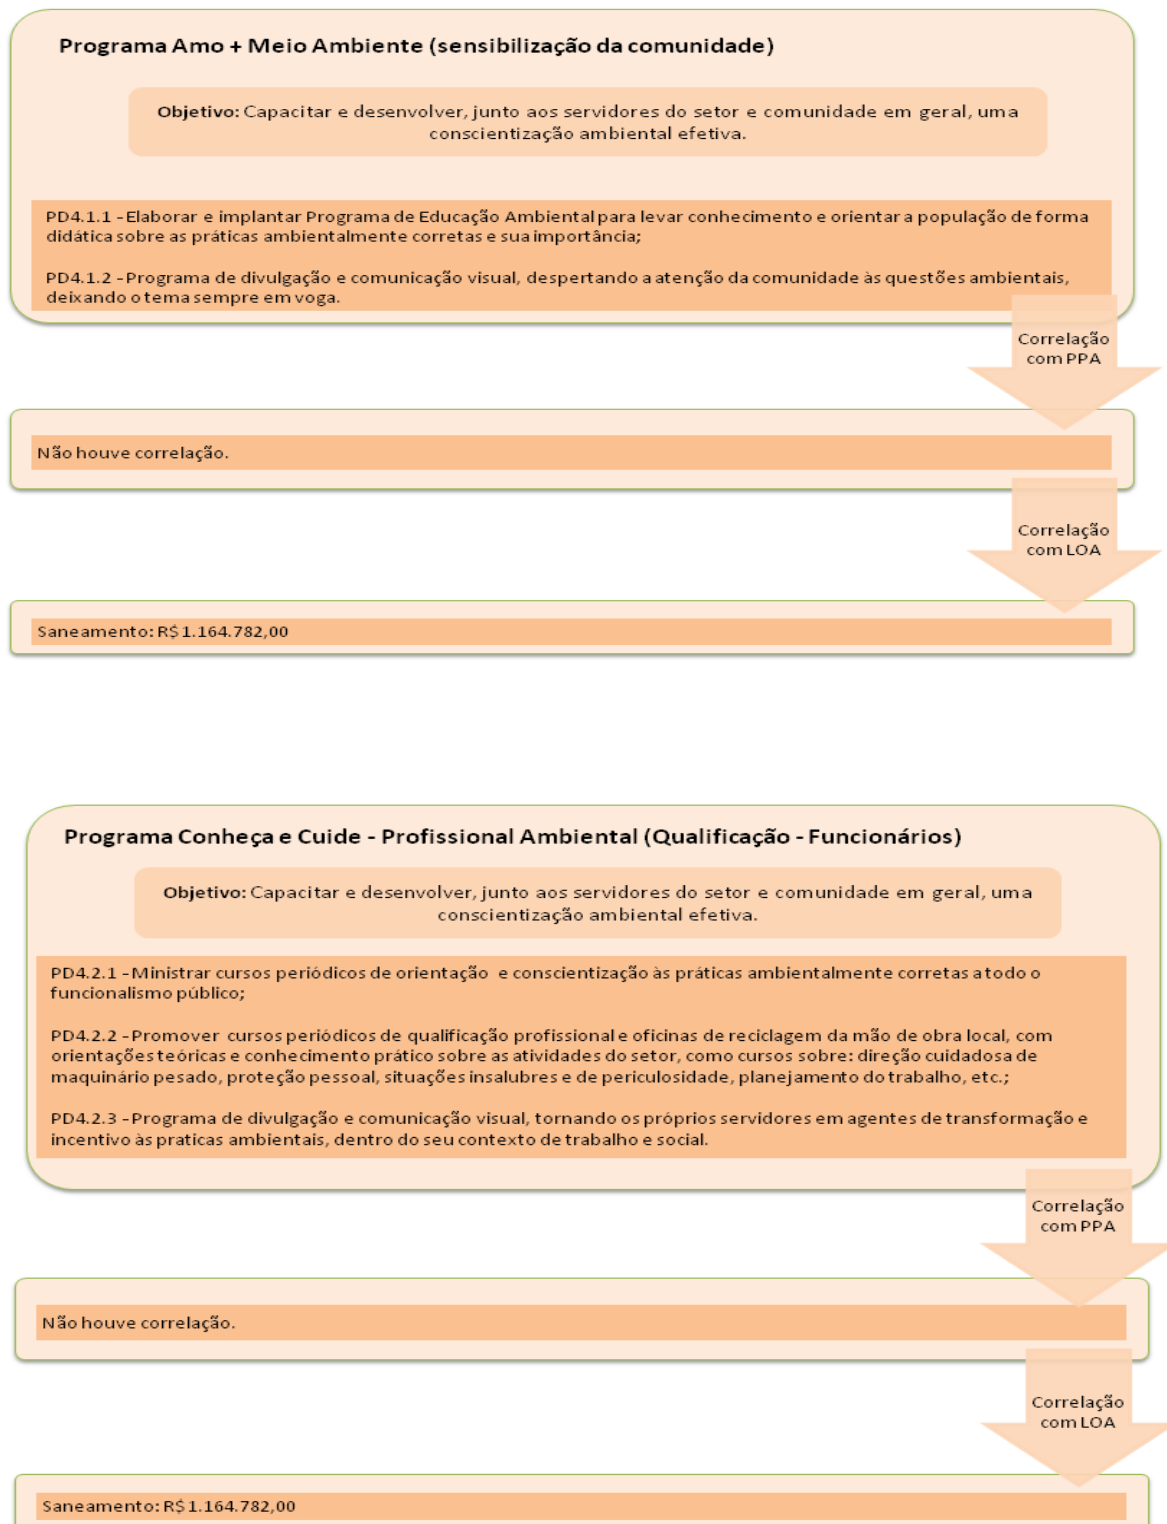 Programa Amo + Meio Ambiente (sensibilização da comunidade)
Objetivo: Capacitar e desenvolver, junto aos servidores do setor e comunidade em geral, uma
conscientização ambiental efetiva.
PD4.1.1 - Elaborar e implantar Programa de Educação Ambiental para levar conhecimento e orientar a população de forma
didática sobre as práticas ambientalmente corretas e sua importância;
PD4.1.2 - Programa de divulgação e comunicação visual, despertando a atenção da comunidade às questões ambientais,
deixando o tema sempre em voga.
Correlação
com PPA
Não houve correlação.
Correlação
com LOA
Saneamento: R$ 1.164.782,00
Programa Conheça e Cuide - Profissional Ambiental (Qualificação - Funcionários)
Objetivo: Capacitar e desenvolver, junto aos servidores do setor e comunidade em geral, uma
conscientização ambiental efetiva.
PD4.2.1 - Ministrar cursos periódicos de orientação e conscientização às práticas ambientalmente corretas a todo o
funcionalismo público;
PD4.2.2 - Promover cursos periódicos de qualificação profissional e oficinas de reciclagem da mão de obra local, com
orientações teóricas e conhecimento prático sobre as atividades do setor, como cursos sobre: direção cuidadosa de
maquinário pesado, proteção pessoal, situações insalubres e de periculosidade, planejamento do trabalho, etc.;
PD4.2.3 - Programa de divulgação e comunicação visual, tornando os próprios servidores em agentes de transformação e
incentivo às praticas ambientais, dentro do seu contexto de trabalho e social.
Correlação
com PPA
Não houve correlação.
Correlação
com LOA
Saneamento: R$ 1.164.782,00